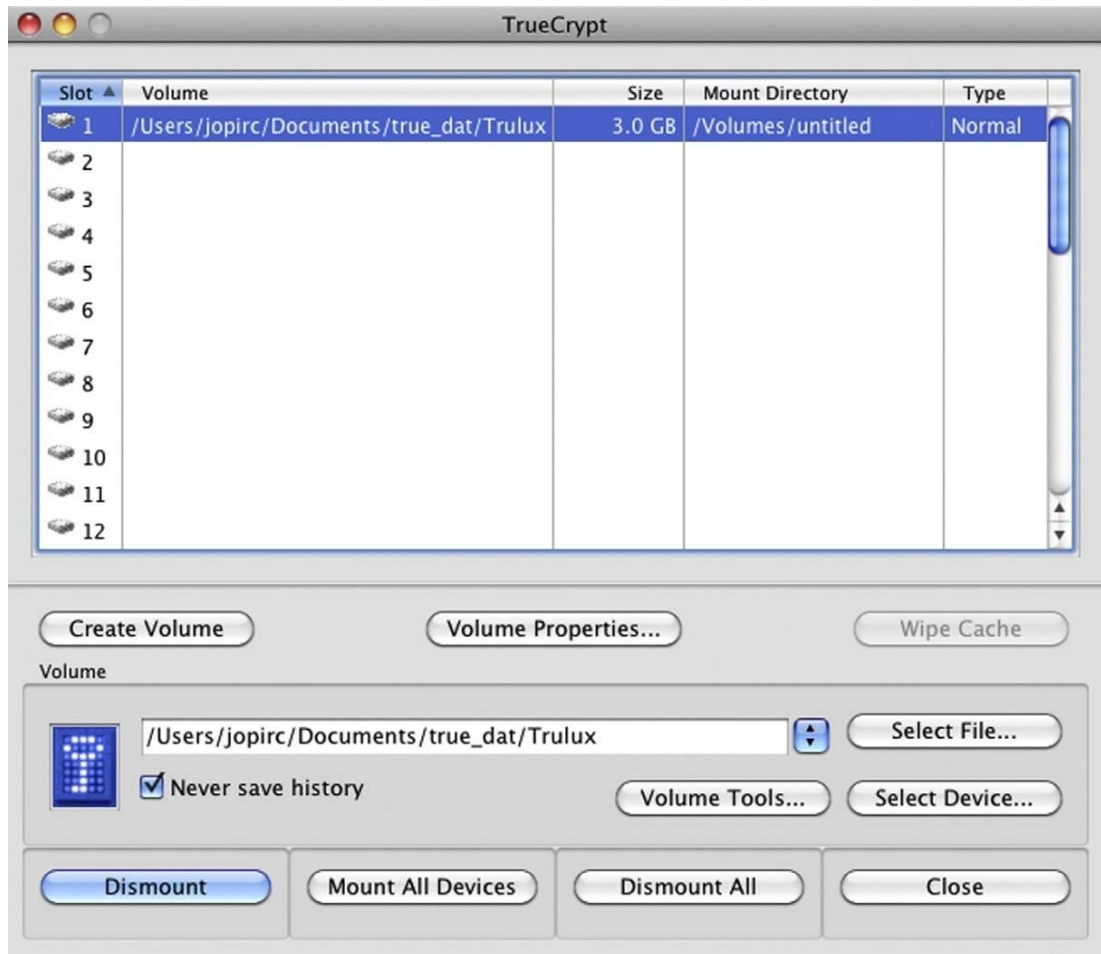 TrueCrypt
Slot Volume Size Mount Directory Type
1 /Users/jopirc/Documents/true_dat/Trulux 3.0 GB /Volumes/untitled Normal
2
3
4
5
6
7
8
9
10
11
12
Create Volume Volume Properties... Wipe Cache
Volume
/Users/jopirc/Documents/true_dat/Trulux Select File...
Never save history Volume Tools... Select Device...
Dismount Mount All Devices Dismount All Close